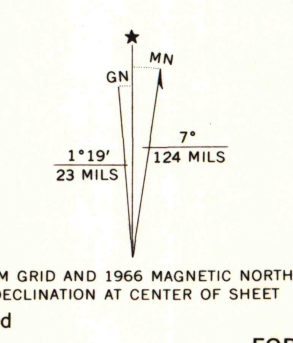 ★
MN
GN
7°
124 MILS
1°19′
23 MILS
M GRID AND 1966 MAGNETIC NORTH
DECLINATION AT CENTER OF SHEET
d
FOR